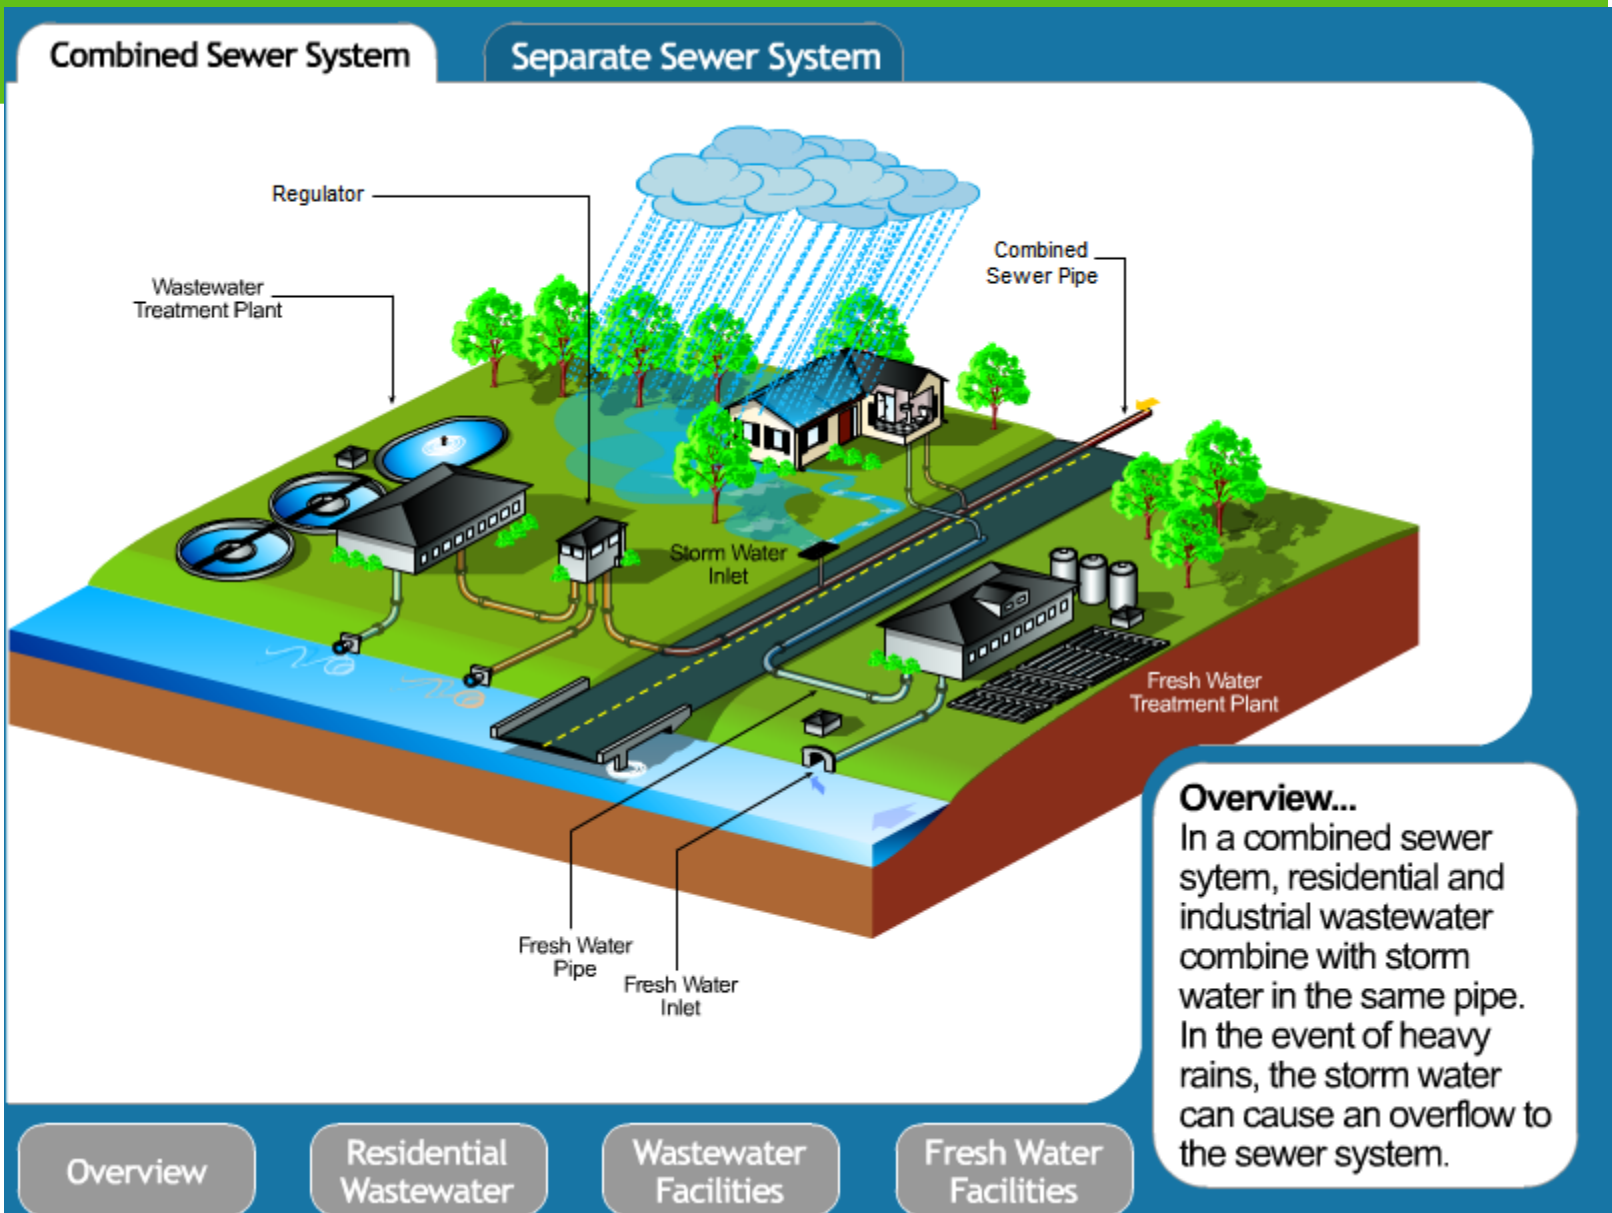 Combined Sewer System
Separate Sewer System
Regulator
Combined
Sewer Pipe
Wastewater
Treatment Plant
Storm Water
Inlet
Fresh Water
Treatment Plant
Fresh Water
Pipe
Fresh Water
Inlet
Overview...
In a combined sewer
sytem, residential and
industrial wastewater
combine with storm
water in the same pipe.
In the event of heavy
rains, the storm water
can cause an overflow to
the sewer system.
Overview
Residential
Wastewater
Wastewater
Facilities
Fresh Water
Facilities